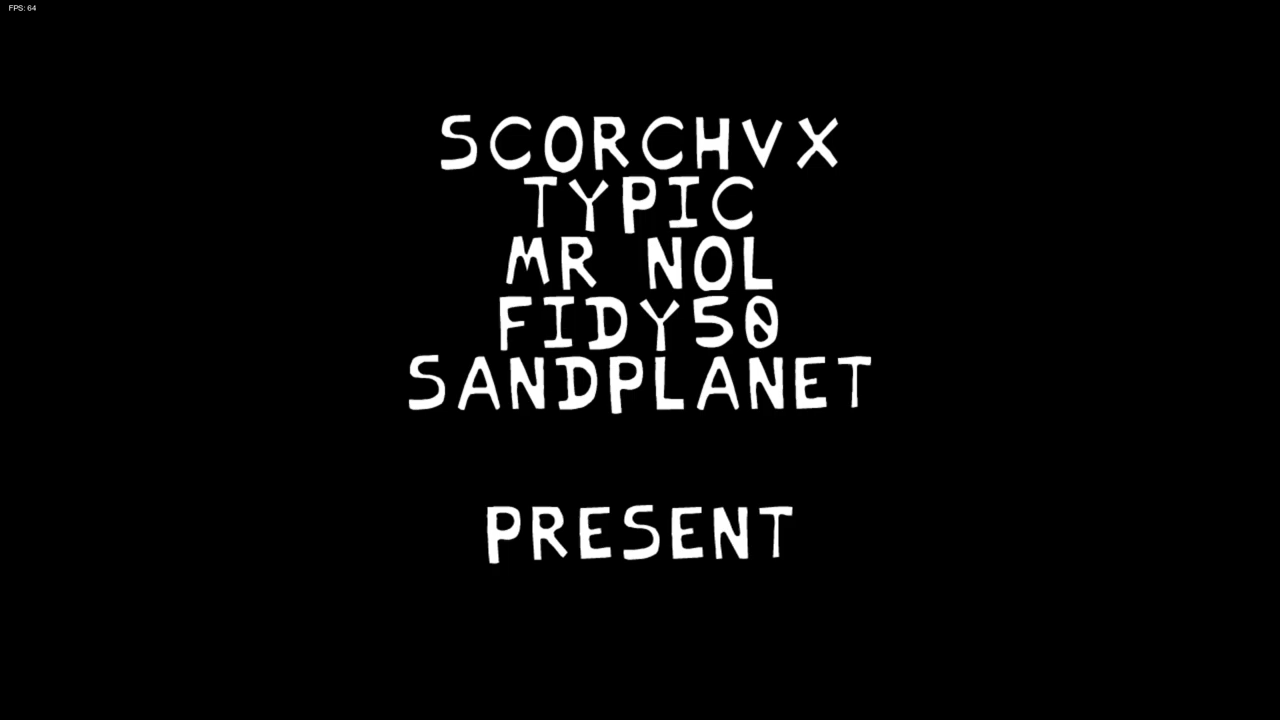 FPS: 64
SCORCHVX
TYPIC
MR NOL
FIDY50
SANDPLANET
PRESENT